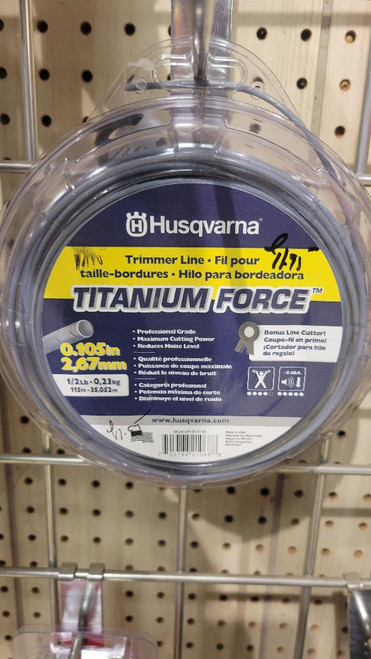 Husqvarna
Trimmer Line • Fil pour
taille-bordures • Hilo para bordeadora
TITANIUM FORCE™
0.105in
2,67mm
1/2Lb - 0,23kg
115ft - 35,052m
• Professional Grade
• Maximum Cutting Power
• Reduces Noise Level
• Qualité professionnelle
• Puissance de coupe maximale
• Réduit le niveau de bruit
• Categoría profesional
• Potencia máxima de corte
• Disminuye el nivel de ruido
Bonus Line Cutter!
Coupe-fil en prime!
¡Cortador para hilo
de regalo!
www.husqvarna.com